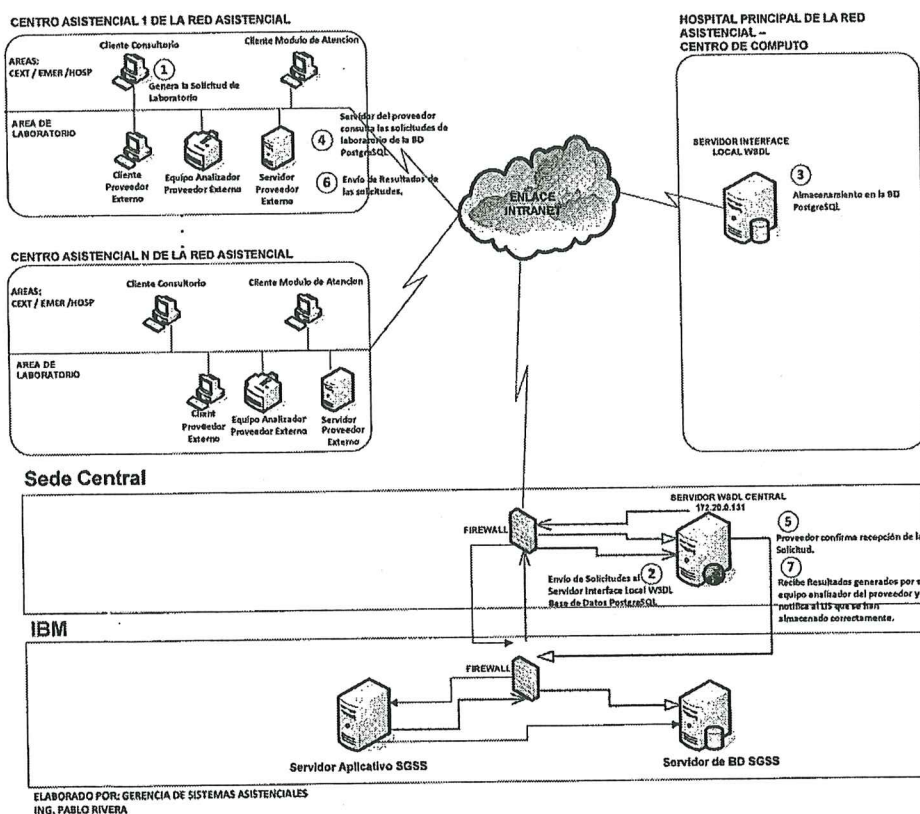 CENTRO ASISTENCIAL 1 DE LA RED ASISTENCIAL
AREAS:
CEXT / EMER /HOSP
Cliente Consultorio
Cliente Modulo de Atencion
1
Genera la Solicitud de
Laboratorio
AREA DE
LABORATORIO
Cliente
Proveedor
Externo
Equipo Analizador
Proveedor Externo
Servidor
Proveedor
Externo
4
Servidor del proveedor
consulta las solicitudes de
laboratorio de la BD
PostgreSQL
6
Envío de Resultados de
las solicitudes,
CENTRO ASISTENCIAL N DE LA RED ASISTENCIAL
AREAS;
CEXT / EMER /HOSP
Cliente Consultorio
Cliente Modulo de Atencion
AREA DE
LABORATORIO
Client
Proveedor
Externo
Equipo Analizador
Proveedor Externo
Servidor
Proveedor
Externo
ENLACE
INTRANET
HOSPITAL PRINCIPAL DE LA RED
ASISTENCIAL –
CENTRO DE COMPUTO
SERVIDOR INTERFACE
LOCAL WSDL
3
Almacenamiento en la BD
PostgreSQL
Sede Central
FIREWALL
SERVIDOR WSDL CENTRAL
172.20.0.131
2
Envío de Solicitudes al
Servidor Interface Local WSDL
Base de Datos PostgreSQL
5
Proveedor confirma recepción de la
Solicitud.
7
Recibe Resultados generados por
equipo analizador del proveedor y
notifica al LIS que se han
almacenado correctamente.
IBM
FIREWALL
Servidor Aplicativo SGSS
Servidor de BD SGSS
ELABORADO POR: GERENCIA DE SISTEMAS ASISTENCIALES
ING. PABLO RIVERA